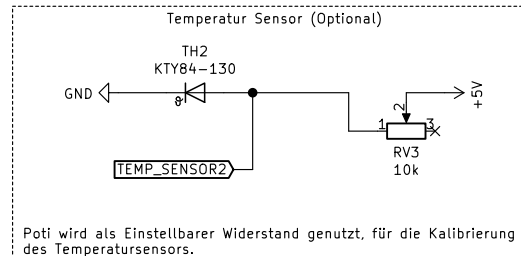 Temperatur Sensor (Optional)
TH2
KTY84-130
GND
ϑ
2
+5V
1
3
RV3
10k
TEMP_SENSOR2
Poti wird als Einstellbarer Widerstand genutzt, für die Kalibrierung
des Temperatursensors.